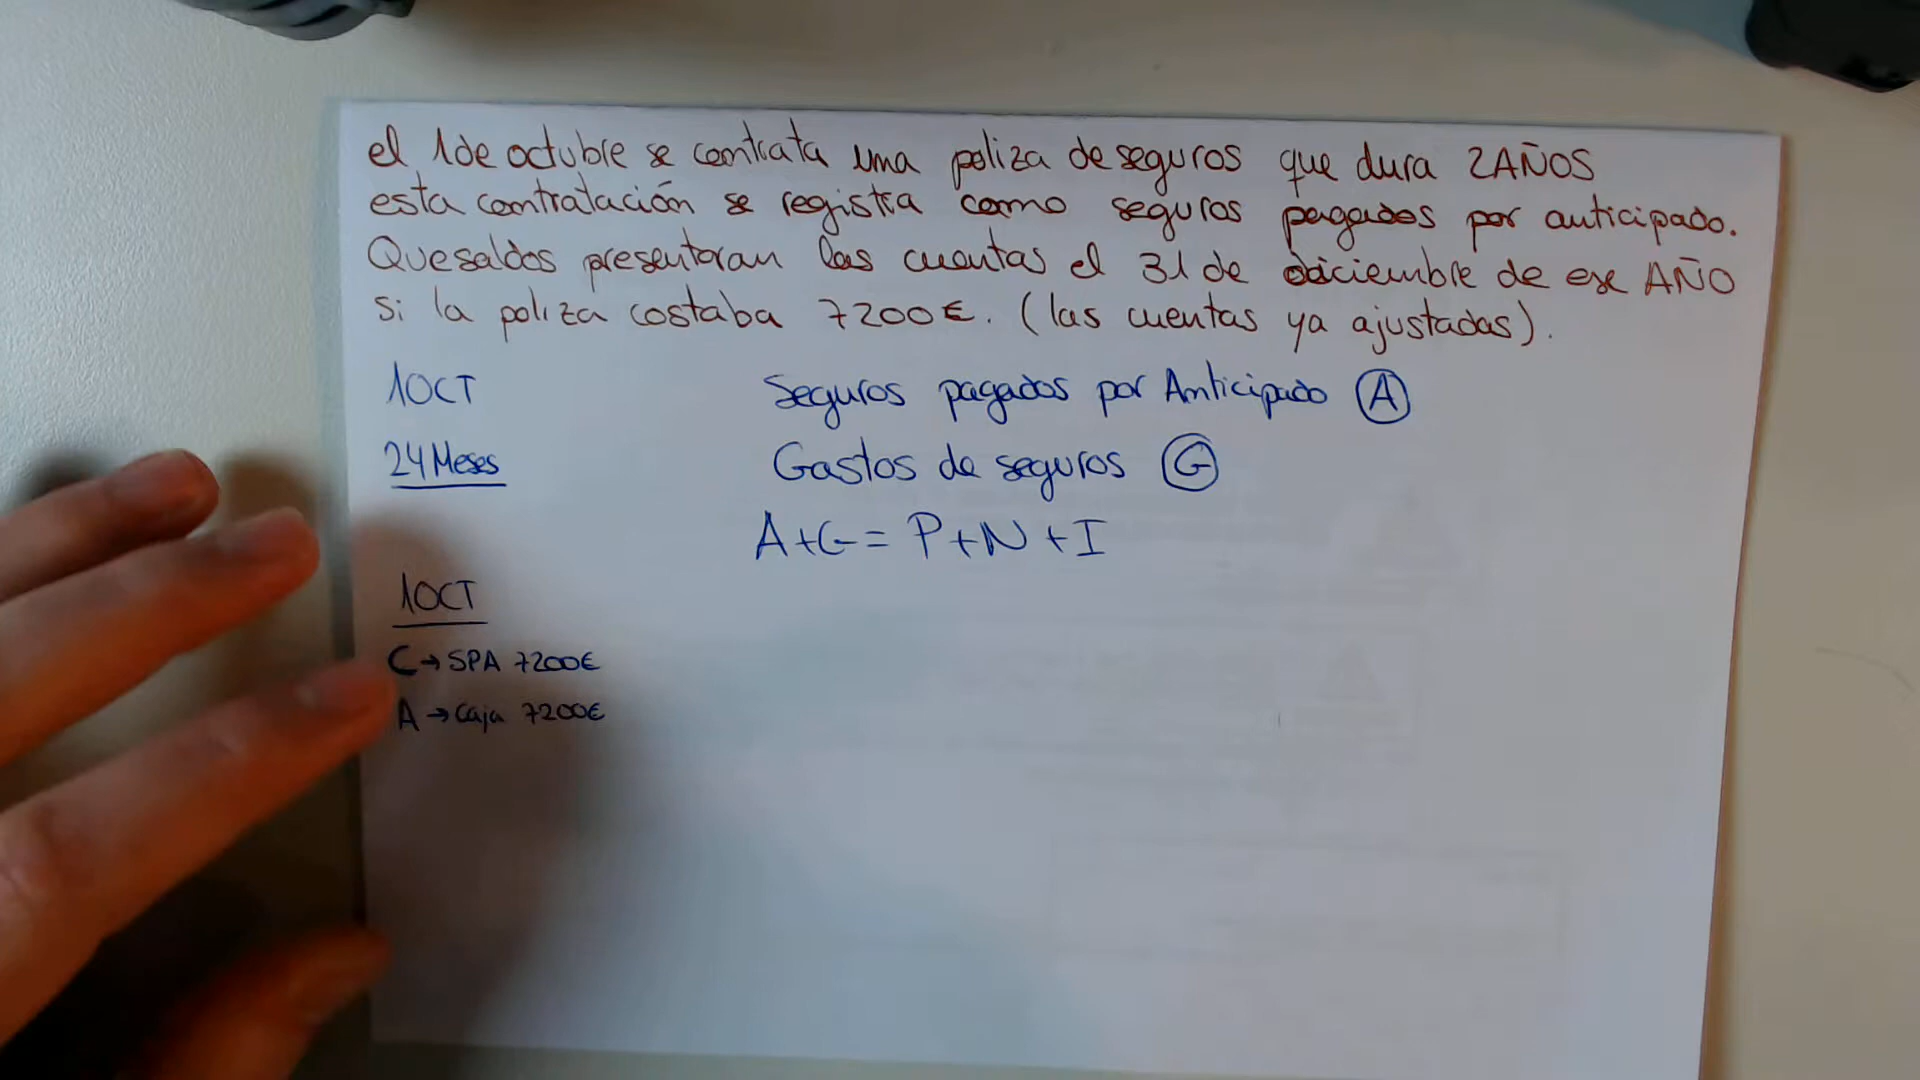 el 1 de octubre se contrata una poliza de seguros que dura 2 AÑOS
esta contratación se registra como seguros pagados por anticipado.
Que saldos presentaran las cuentas el 31 de diciembre de ese AÑO
Si la poliza costaba 7200€. (las cuentas ya ajustadas).
1OCT
Seguros pagados por Anticipado A
24 Meses
Gastos de seguros G
A+G= P+N+I
1OCT
C→SPA 7200€
A→Caja 7200€